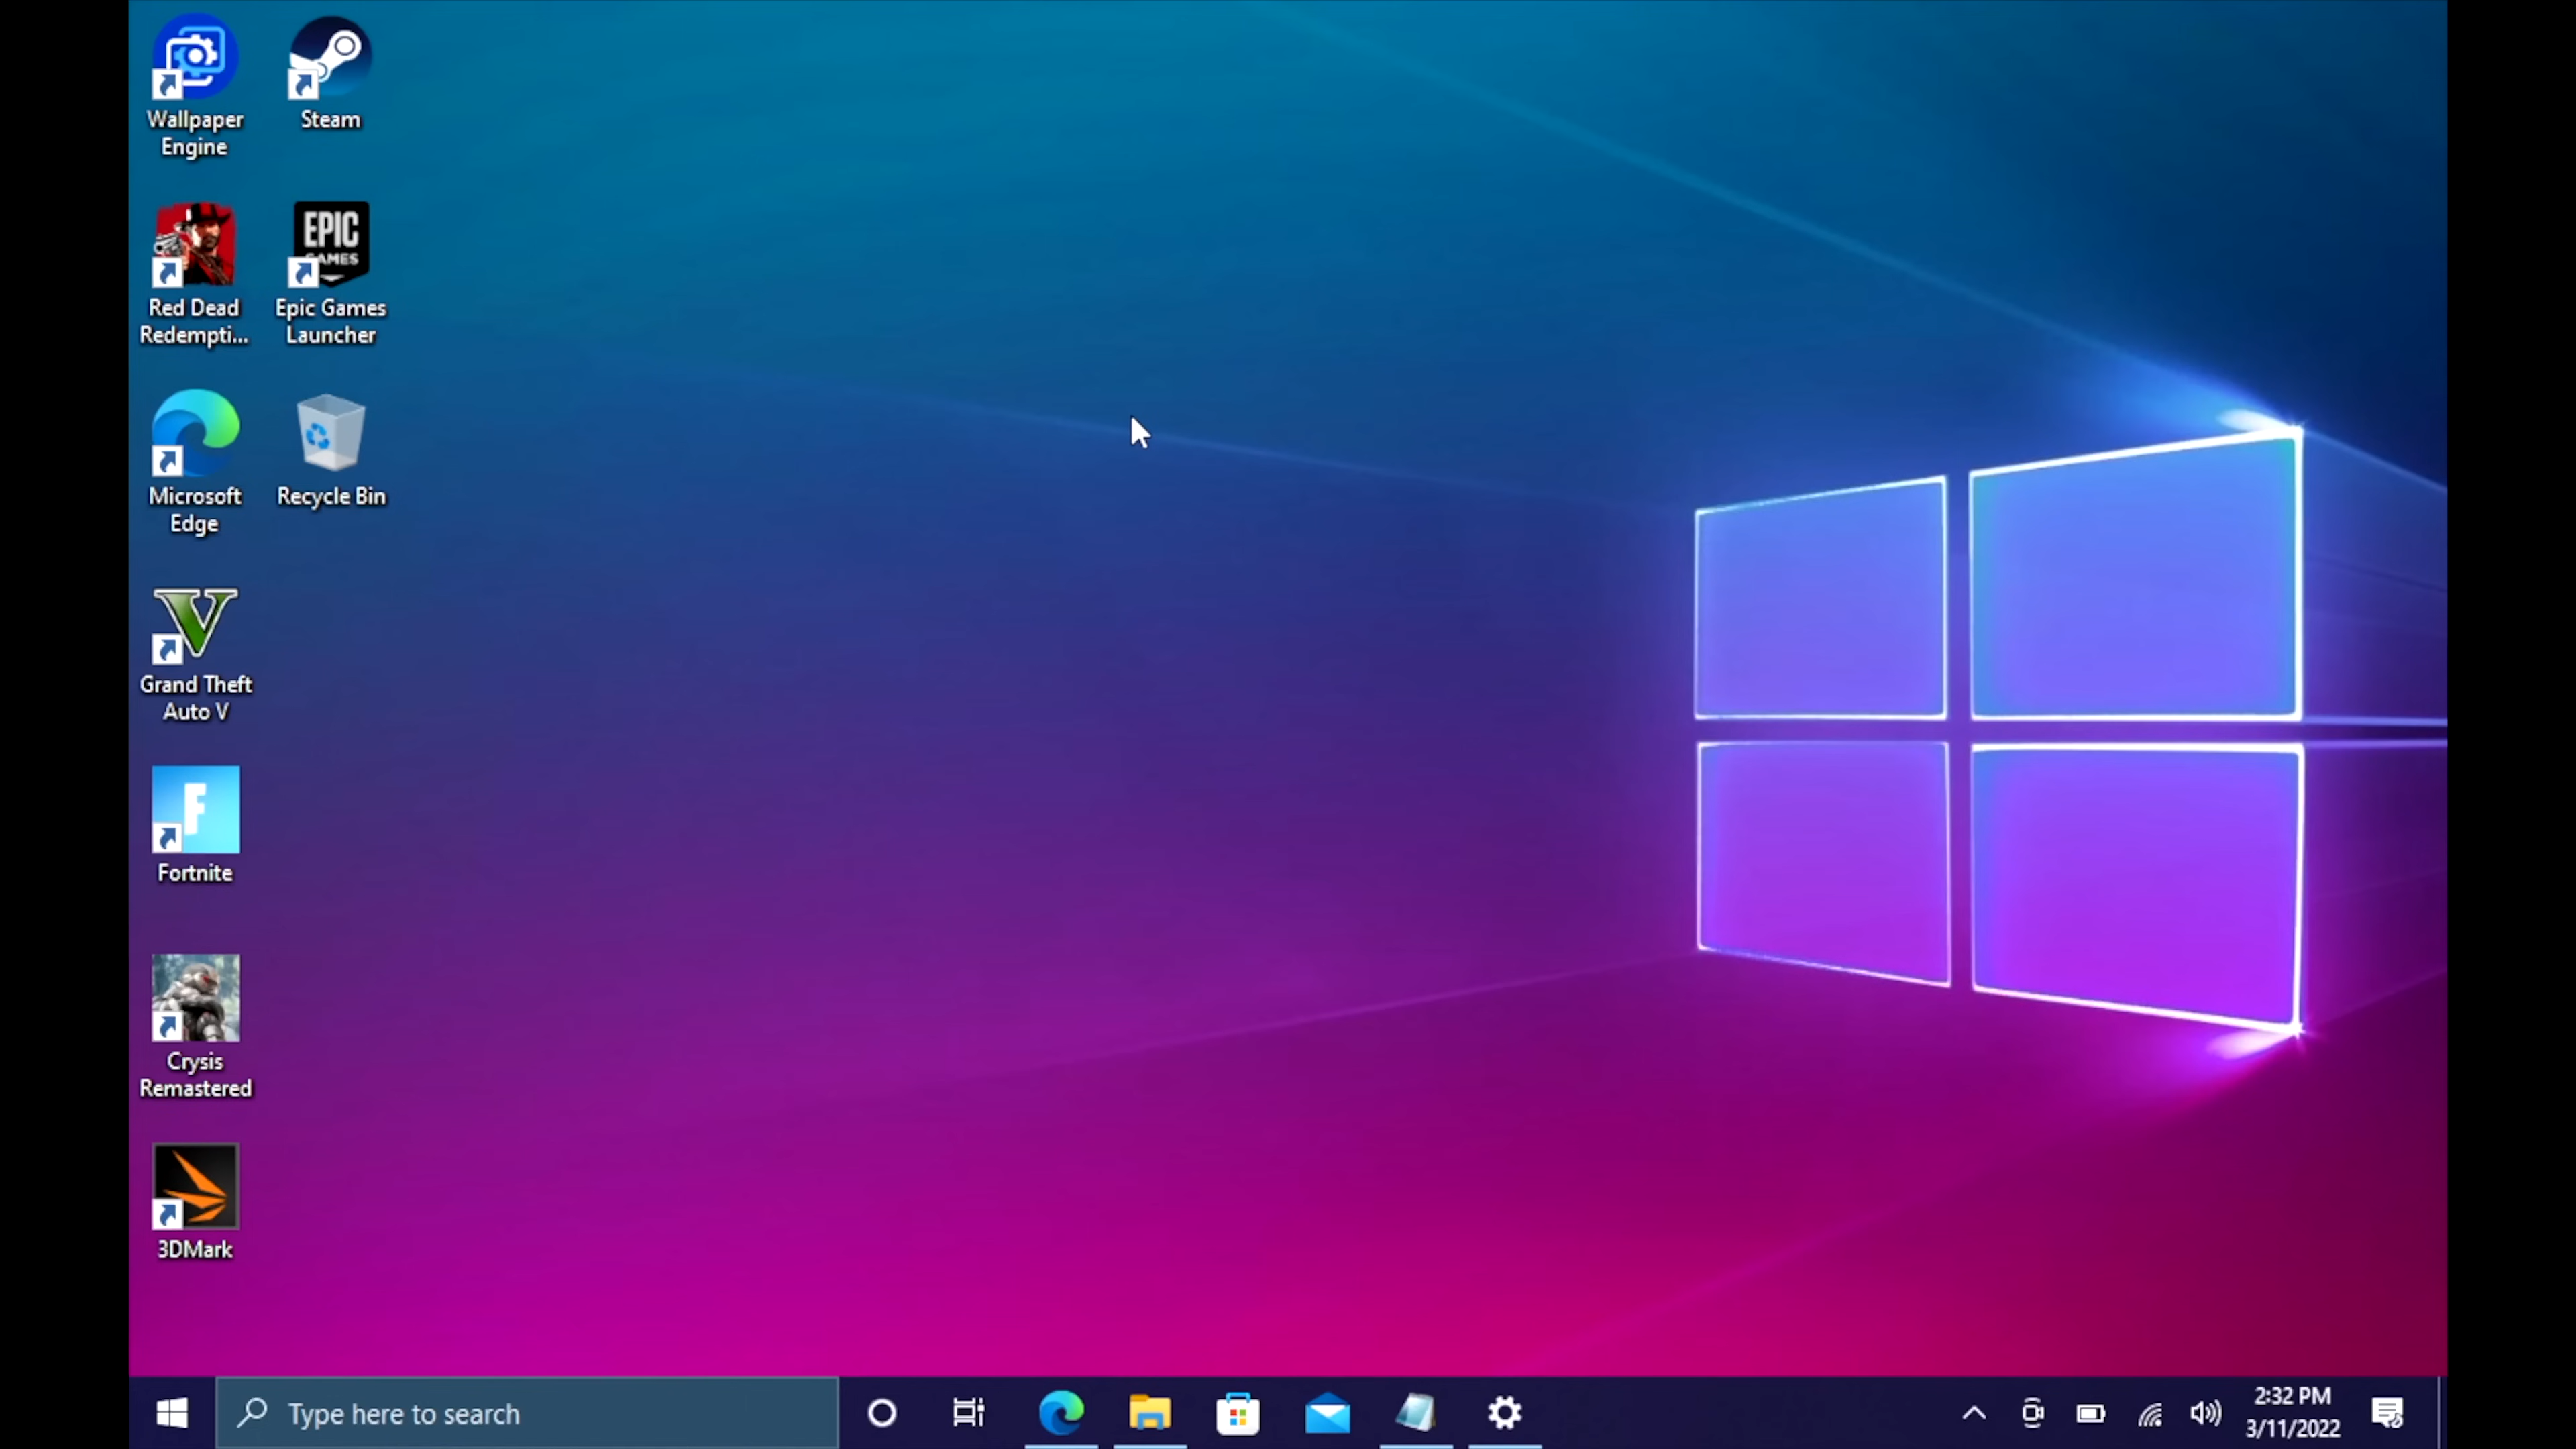 Wallpaper
Engine
Steam
Red Dead
Redempti...
EPIC
GAMES
Epic Games
Launcher
Microsoft
Edge
Recycle Bin
V
Grand Theft
Auto V
F
Fortnite
Crysis
Remastered
3DMark
Type here to search
2:32 PM
3/11/2022